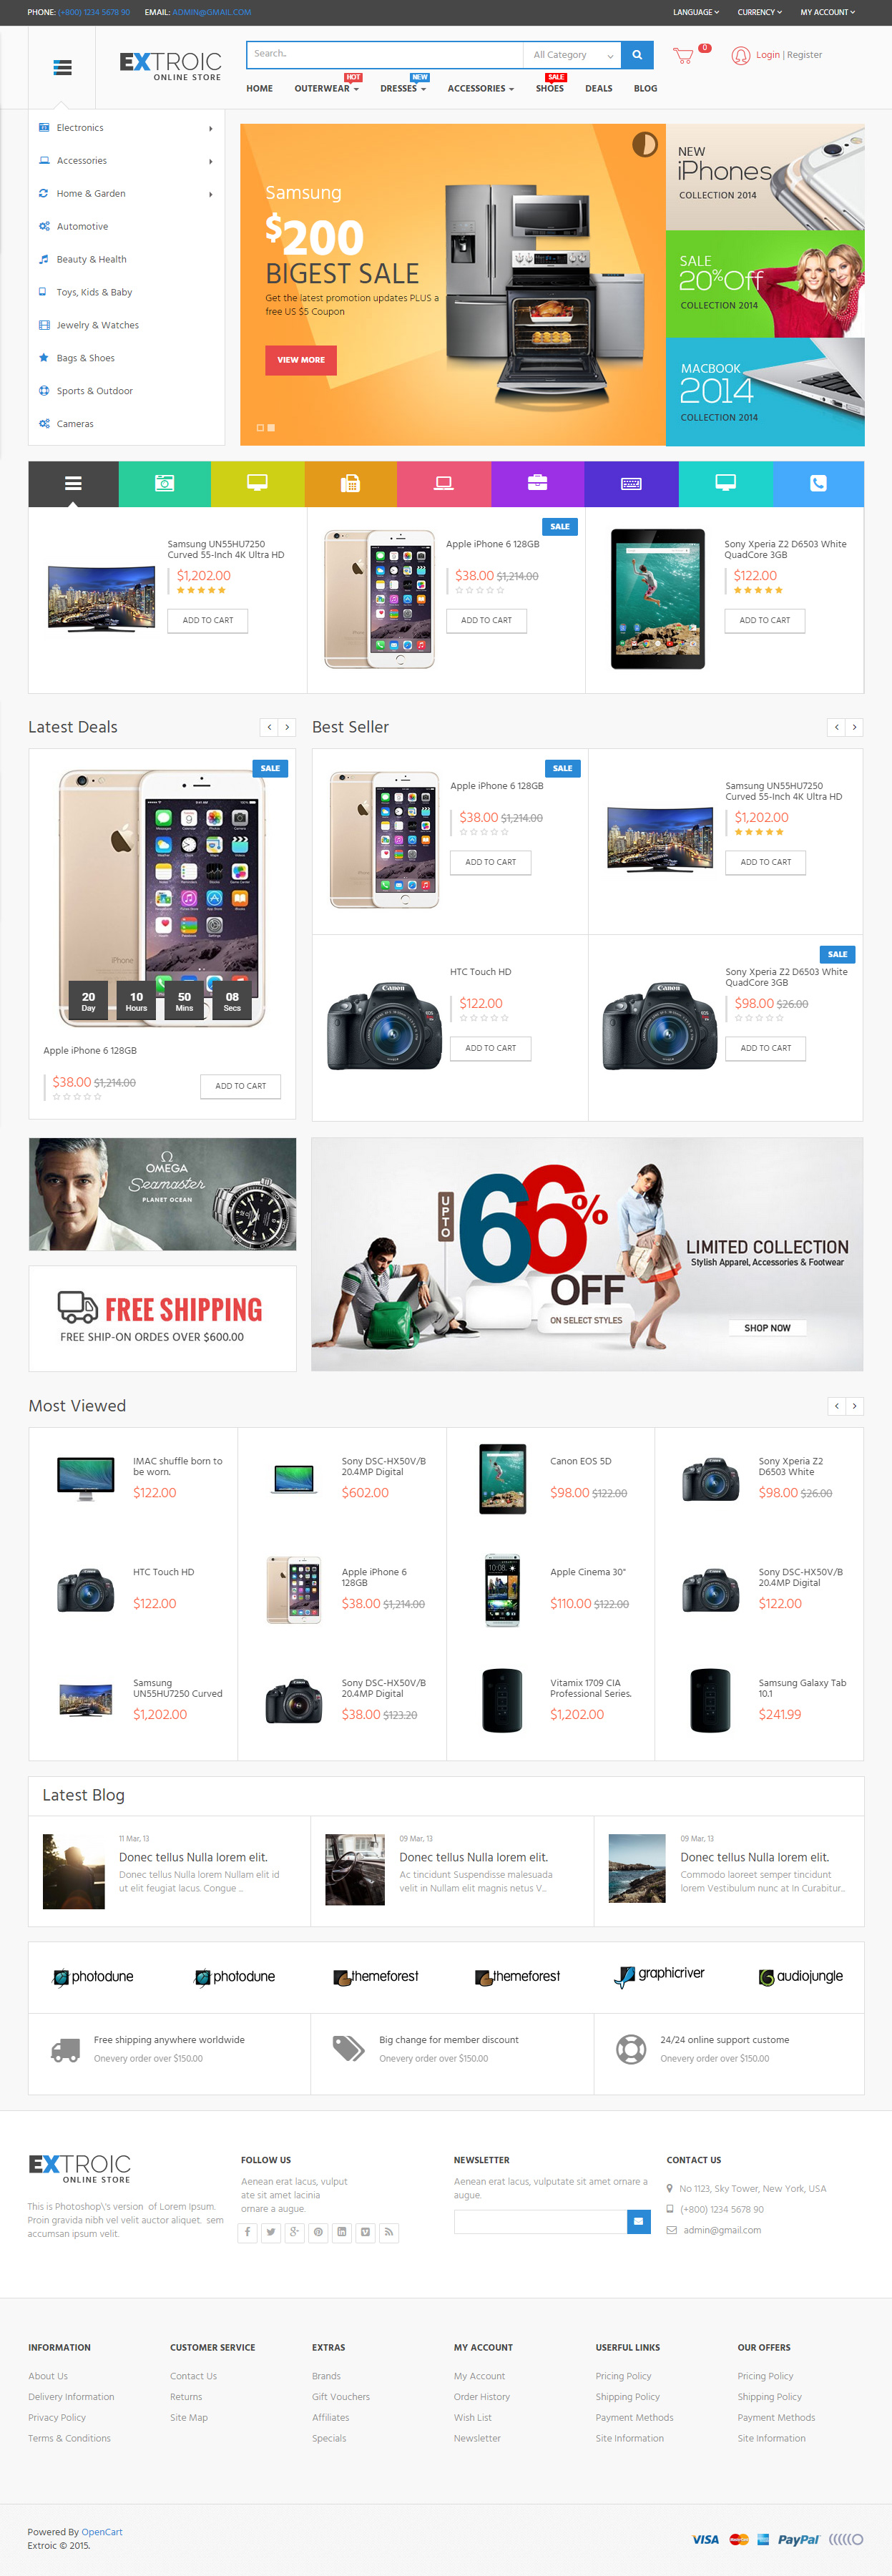 PHONE: (+800) 1234 5678 90 EMAIL: ADMIN@GMAIL.COM LANGUAGE CURRENCY MY ACCOUNT
EXTROIC
ONLINE STORE
Search.. All Category
0
Login | Register
HOT NEW SALE
HOME OUTERWEAR DRESSES ACCESSORIES SHOES DEALS BLOG
Electronics
Accessories
Home & Garden
Automotive
Beauty & Health
Toys, Kids & Baby
Jewelry & Watches
Bags & Shoes
Sports & Outdoor
Cameras
Samsung
$200
BIGEST SALE
Get the latest promotion updates PLUS a
free US $5 Coupon
VIEW MORE
NEW
iPhones
COLLECTION 2014
SALE
20%Off
COLLECTION 2014
MACBOOK
2014
COLLECTION 2014
Samsung UN55HU7250
Curved 55-Inch 4K Ultra HD
$1,202.00
ADD TO CART
SALE
Apple iPhone 6 128GB
$38.00 $1,214.00
ADD TO CART
Sony Xperia Z2 D6503 White
QuadCore 3GB
$122.00
ADD TO CART
Latest Deals
SALE
iPhone
20 10 50 08
Day Hours Mins Secs
Apple iPhone 6 128GB
$38.00 $1,214.00
ADD TO CART
Best Seller
SALE
Apple iPhone 6 128GB
$38.00 $1,214.00
ADD TO CART
Samsung UN55HU7250
Curved 55-Inch 4K Ultra HD
$1,202.00
ADD TO CART
Canon
HTC Touch HD
$122.00
ADD TO CART
SALE
Canon
Sony Xperia Z2 D6503 White
QuadCore 3GB
$98.00 $26.00
ADD TO CART
OMEGA
Seamaster
PLANET OCEAN
FREE SHIPPING
FREE SHIP-ON ORDES OVER $600.00
UP TO
66%
OFF
ON SELECT STYLES
LIMITED COLLECTION
Stylish Apparel, Accessories & Footwear
SHOP NOW
Most Viewed
IMAC shuffle born to
be worn.
$122.00
Sony DSC-HX50V/B
20.4MP Digital
$602.00
Canon EOS 5D
$98.00 $122.00
Sony Xperia Z2
D6503 White
$98.00 $26.00
HTC Touch HD
$122.00
Apple iPhone 6
128GB
$38.00 $1,214.00
Apple Cinema 30"
$110.00 $122.00
Sony DSC-HX50V/B
20.4MP Digital
$122.00
Samsung
UN55HU7250 Curved
$1,202.00
Sony DSC-HX50V/B
20.4MP Digital
$38.00 $123.20
Vitamix 1709 CIA
Professional Series.
$1,202.00
Samsung Galaxy Tab
10.1
$241.99
Latest Blog
11 Mar, 13
Donec tellus Nulla lorem elit.
Donec tellus Nulla lorem Nullam elit id
ut elit feugiat lacus. Congue ...
09 Mar, 13
Donec tellus Nulla lorem elit.
Ac tincidunt Suspendisse malesuada
velit in Nullam elit magnis netus V...
09 Mar, 13
Donec tellus Nulla lorem elit.
Commodo laoreet semper tincidunt
lorem Vestibulum nunc at In Curabitur...
photodune photodune themeforest themeforest graphicriver audiojungle
Free shipping anywhere worldwide
Onevery order over $150.00
Big change for member discount
Onevery order over $150.00
24/24 online support custome
Onevery order over $150.00
EXTROIC
ONLINE STORE
This is Photoshop\'s version of Lorem Ipsum.
Proin gravida nibh vel velit auctor aliquet. sem
accumsan ipsum velit.
FOLLOW US
Aenean erat lacus, vulput
ate sit amet lacinia
ornare a augue.
NEWSLETTER
Aenean erat lacus, vulputate sit amet ornare a
augue.
CONTACT US
No 1123, Sky Tower, New York, USA
(+800) 1234 5678 90
admin@gmail.com
INFORMATION
About Us
Delivery Information
Privacy Policy
Terms & Conditions
CUSTOMER SERVICE
Contact Us
Returns
Site Map
EXTRAS
Brands
Gift Vouchers
Affiliates
Specials
MY ACCOUNT
My Account
Order History
Wish List
Newsletter
USERFUL LINKS
Pricing Policy
Shipping Policy
Payment Methods
Site Information
OUR OFFERS
Pricing Policy
Shipping Policy
Payment Methods
Site Information
Powered By OpenCart
Extroic © 2015.
VISA PayPal